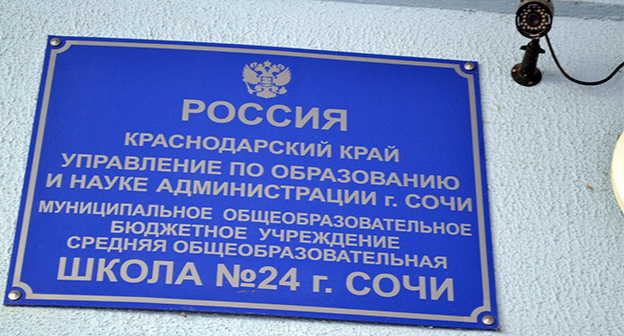 РОССИЯ
КРАСНОДАРСКИЙ КРАЙ
УПРАВЛЕНИЕ ПО ОБРАЗОВАНИЮ
И НАУКЕ АДМИНИСТРАЦИИ г. СОЧИ
МУНИЦИПАЛЬНОЕ ОБЩЕОБРАЗОВАТЕЛЬНОЕ
БЮДЖЕТНОЕ УЧРЕЖДЕНИЕ
СРЕДНЯЯ ОБЩЕОБРАЗОВАТЕЛЬНАЯ
ШКОЛА №24 г. СОЧИ